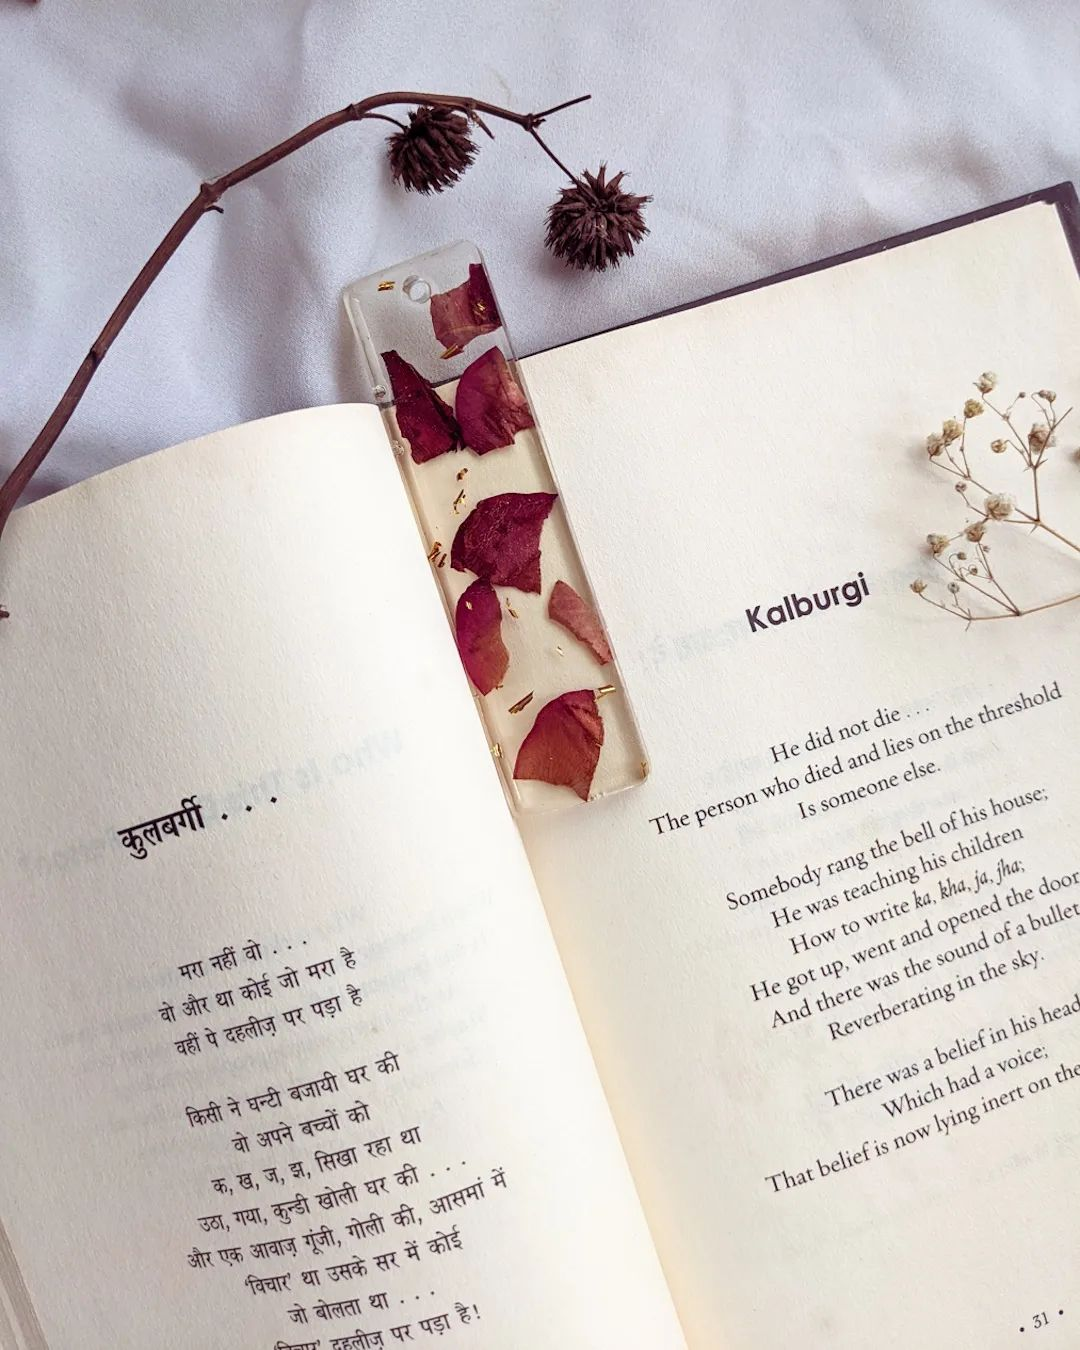 कुलबर्गी . . .
मरा नहीं वो . . .
वो और था कोई जो मरा है
वहीं पे दहलीज़ पर पड़ा है
किसी ने घन्टी बजायी घर की
वो अपने बच्चों को
क, ख, ज, झ, सिखा रहा था
उठा, गया, कुन्डी खोली घर की . . .
और एक आवाज़ गूंजी, गोली की, आसमां में
‘विचार’ था उसके सर में कोई
जो बोलता था . . .
दहलीज़ पर पड़ा है!
Kalburgi
He did not die . . .
The person who died and lies on the threshold
Is someone else.
Somebody rang the bell of his house;
He was teaching his children
How to write ka, kha, ja, jha;
He got up, went and opened the door
And there was the sound of a bullet
Reverberating in the sky.
There was a belief in his head
Which had a voice;
That belief is now lying inert on the
• 31 •